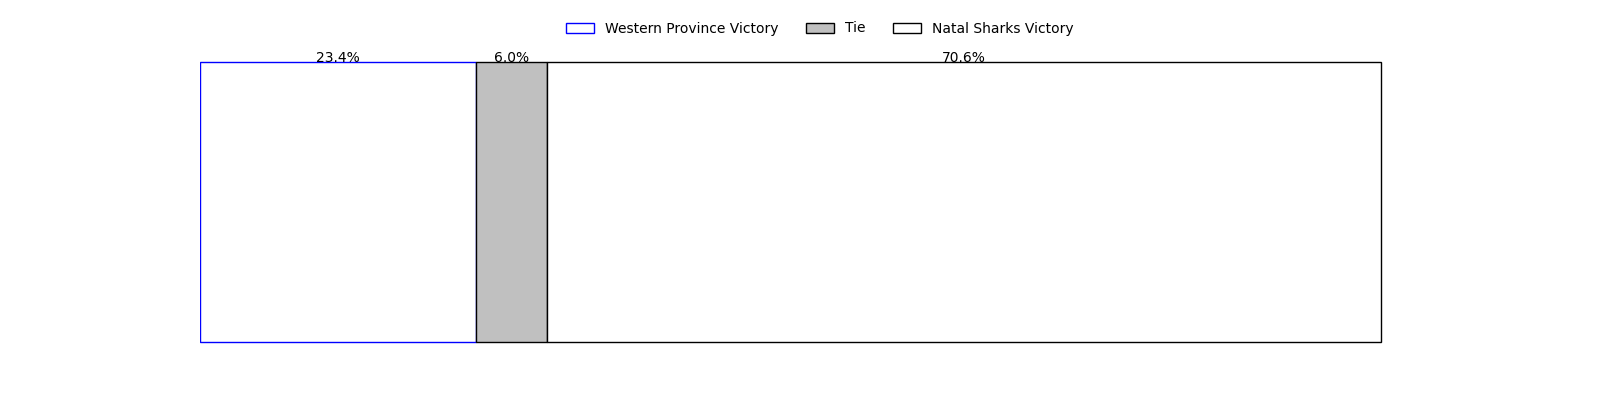 Western Province Victory Tie Natal Sharks Victory
23.4% 6.0% 70.6%